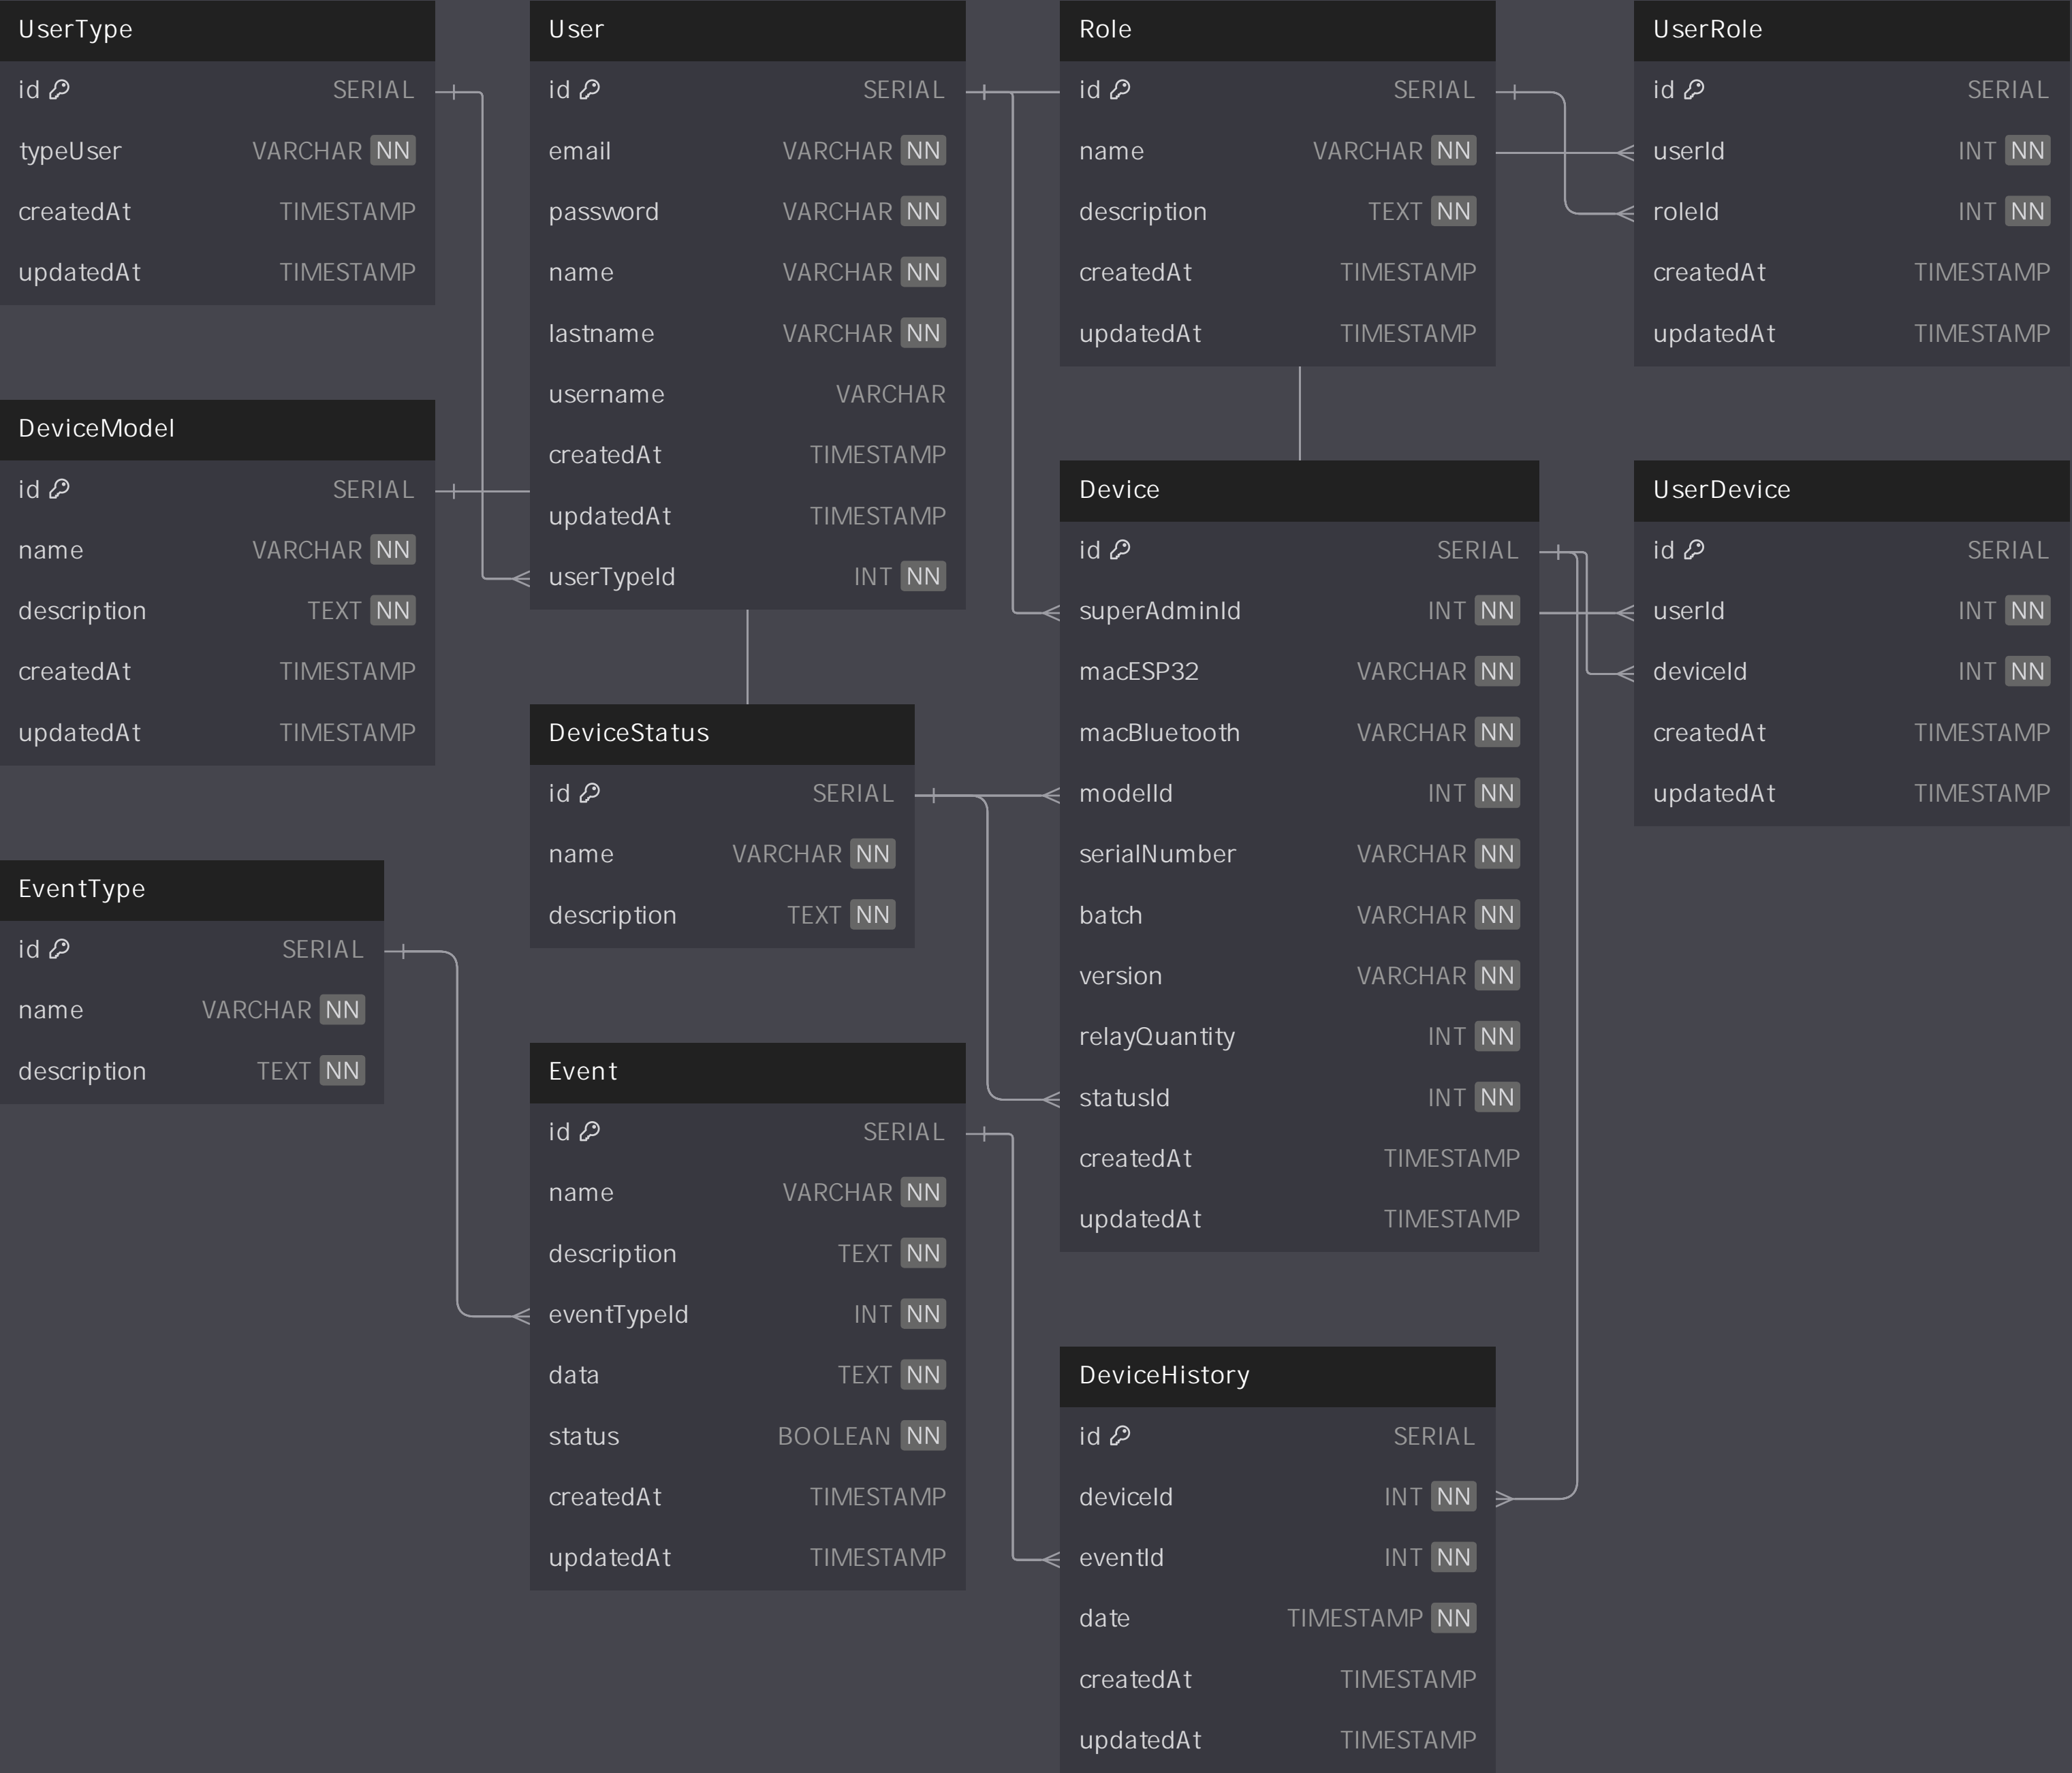 UserType
id SERIAL
typeUser VARCHAR NN
createdAt TIMESTAMP
updatedAt TIMESTAMP
User
id SERIAL
email VARCHAR NN
password VARCHAR NN
name VARCHAR NN
lastname VARCHAR NN
username VARCHAR
createdAt TIMESTAMP
updatedAt TIMESTAMP
userTypeId INT NN
Role
id SERIAL
name VARCHAR NN
description TEXT NN
createdAt TIMESTAMP
updatedAt TIMESTAMP
UserRole
id SERIAL
userId INT NN
roleId INT NN
createdAt TIMESTAMP
updatedAt TIMESTAMP
DeviceModel
id SERIAL
name VARCHAR NN
description TEXT NN
createdAt TIMESTAMP
updatedAt TIMESTAMP
Device
id SERIAL
superAdminId INT NN
macESP32 VARCHAR NN
macBluetooth VARCHAR NN
modelId INT NN
serialNumber VARCHAR NN
batch VARCHAR NN
version VARCHAR NN
relayQuantity INT NN
statusId INT NN
createdAt TIMESTAMP
updatedAt TIMESTAMP
UserDevice
id SERIAL
userId INT NN
deviceId INT NN
createdAt TIMESTAMP
updatedAt TIMESTAMP
DeviceStatus
id SERIAL
name VARCHAR NN
description TEXT NN
EventType
id SERIAL
name VARCHAR NN
description TEXT NN
Event
id SERIAL
name VARCHAR NN
description TEXT NN
eventTypeId INT NN
data TEXT NN
status BOOLEAN NN
createdAt TIMESTAMP
updatedAt TIMESTAMP
DeviceHistory
id SERIAL
deviceId INT NN
eventId INT NN
date TIMESTAMP NN
createdAt TIMESTAMP
updatedAt TIMESTAMP